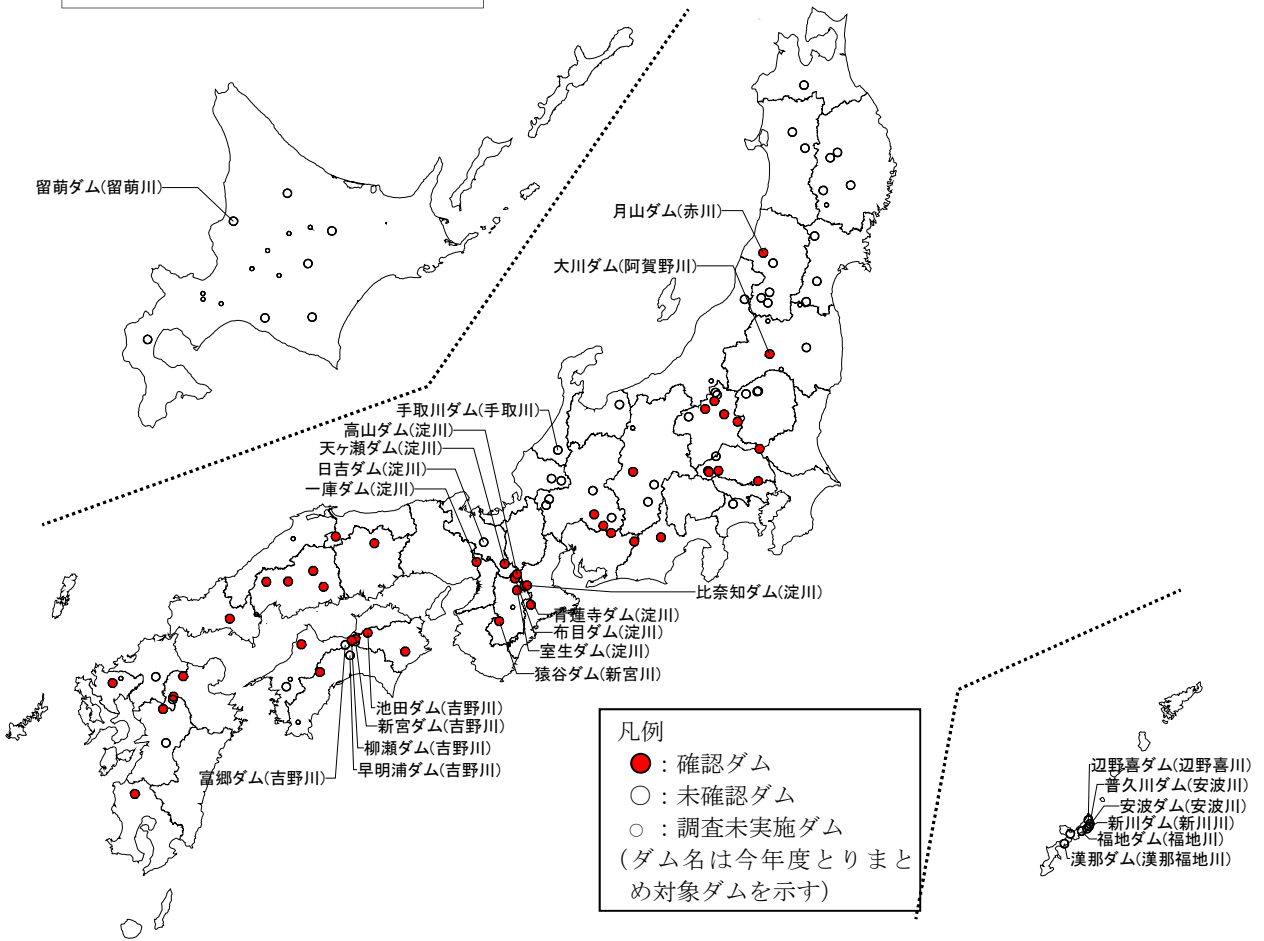 留萌ダム(留萌川)
月山ダム(赤川)
大川ダム(阿賀野川)
手取川ダム(手取川)
高山ダム(淀川)
天ヶ瀬ダム(淀川)
日吉ダム(淀川)
一庫ダム(淀川)
比奈知ダム(淀川)
青蓮寺ダム(淀川)
布目ダム(淀川)
室生ダム(淀川)
猿谷ダム(新宮川)
池田ダム(吉野川)
新宮ダム(吉野川)
柳瀬ダム(吉野川)
早明浦ダム(吉野川)
富郷ダム(吉野川)
凡例
●：確認ダム
○：未確認ダム
○：調査未実施ダム
(ダム名は今年度とりまと
め対象ダムを示す)
辺野喜ダム(辺野喜川)
普久川ダム(安波川)
安波ダム(安波川)
新川ダム(新川川)
福地ダム(福地川)
漢那ダム(漢那福地川)